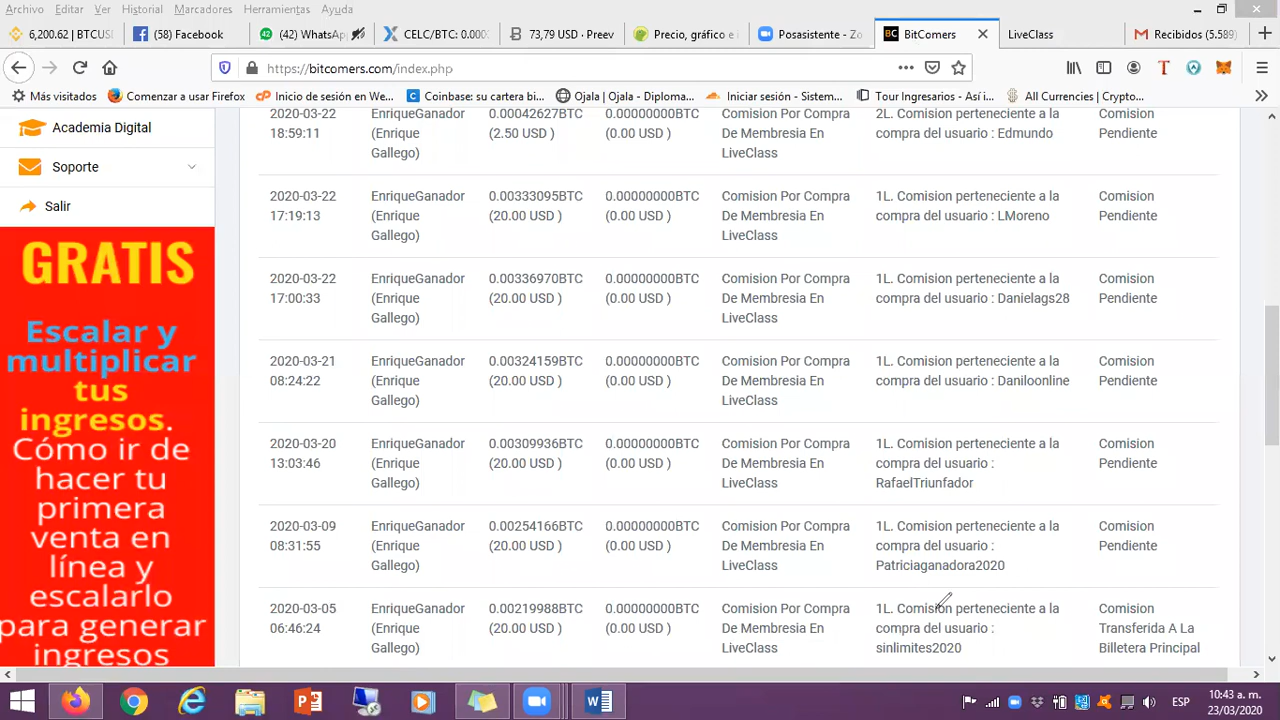 Archivo Editar Ver Historial Marcadores Herramientas Ayuda
6,200.00 | BTCUS
(58) Facebook
(42) WhatsApp
CELC/BTC: 0.000
73,79 USD - Preev
Precio, gráfico e
Posasistente - Zo
BitComers
LiveClass
Recibidos (5.589)
https://bitcomers.com/index.php
Más visitados
Comenzar a usar Firefox
Inicio de sesión en We...
Coinbase: su cartera bi...
Ojala | Ojala - Diploma...
Iniciar sesión - Sistem...
Tour Ingresarios - Así i...
All Currencies | Crypto...
Academia Digital
Soporte
Salir
GRATIS
Escalar y
multiplicar
tus
ingresos.
Cómo ir de
hacer tu
primera
venta en
línea y
escalarlo
para generar
ingresos
2020-03-22
18:59:11
EnriqueGanador
(Enrique
Gallego)
0.00042627BTC
(2.50 USD )
0.00000000BTC
(0.00 USD )
Comision Por Compra
De Membresia En
LiveClass
2L. Comision perteneciente a la
compra del usuario : Edmundo
Comision
Pendiente
2020-03-22
17:19:13
EnriqueGanador
(Enrique
Gallego)
0.00333095BTC
(20.00 USD )
0.00000000BTC
(0.00 USD )
Comision Por Compra
De Membresia En
LiveClass
1L. Comision perteneciente a la
compra del usuario : LMoreno
Comision
Pendiente
2020-03-22
17:00:33
EnriqueGanador
(Enrique
Gallego)
0.00336970BTC
(20.00 USD )
0.00000000BTC
(0.00 USD )
Comision Por Compra
De Membresia En
LiveClass
1L. Comision perteneciente a la
compra del usuario : Danielags28
Comision
Pendiente
2020-03-21
08:24:22
EnriqueGanador
(Enrique
Gallego)
0.00324159BTC
(20.00 USD )
0.00000000BTC
(0.00 USD )
Comision Por Compra
De Membresia En
LiveClass
1L. Comision perteneciente a la
compra del usuario : Daniloonline
Comision
Pendiente
2020-03-20
13:03:46
EnriqueGanador
(Enrique
Gallego)
0.00309936BTC
(20.00 USD )
0.00000000BTC
(0.00 USD )
Comision Por Compra
De Membresia En
LiveClass
1L. Comision perteneciente a la
compra del usuario :
RafaelTriunfador
Comision
Pendiente
2020-03-09
08:31:55
EnriqueGanador
(Enrique
Gallego)
0.00254166BTC
(20.00 USD )
0.00000000BTC
(0.00 USD )
Comision Por Compra
De Membresia En
LiveClass
1L. Comision perteneciente a la
compra del usuario :
Patriciaganadora2020
Comision
Pendiente
2020-03-05
06:46:24
EnriqueGanador
(Enrique
Gallego)
0.00219988BTC
(20.00 USD )
0.00000000BTC
(0.00 USD )
Comision Por Compra
De Membresia En
LiveClass
1L. Comision perteneciente a la
compra del usuario :
sinlimites2020
Comision
Transferida A La
Billetera Principal
ESP
10:43 a. m.
23/03/2020